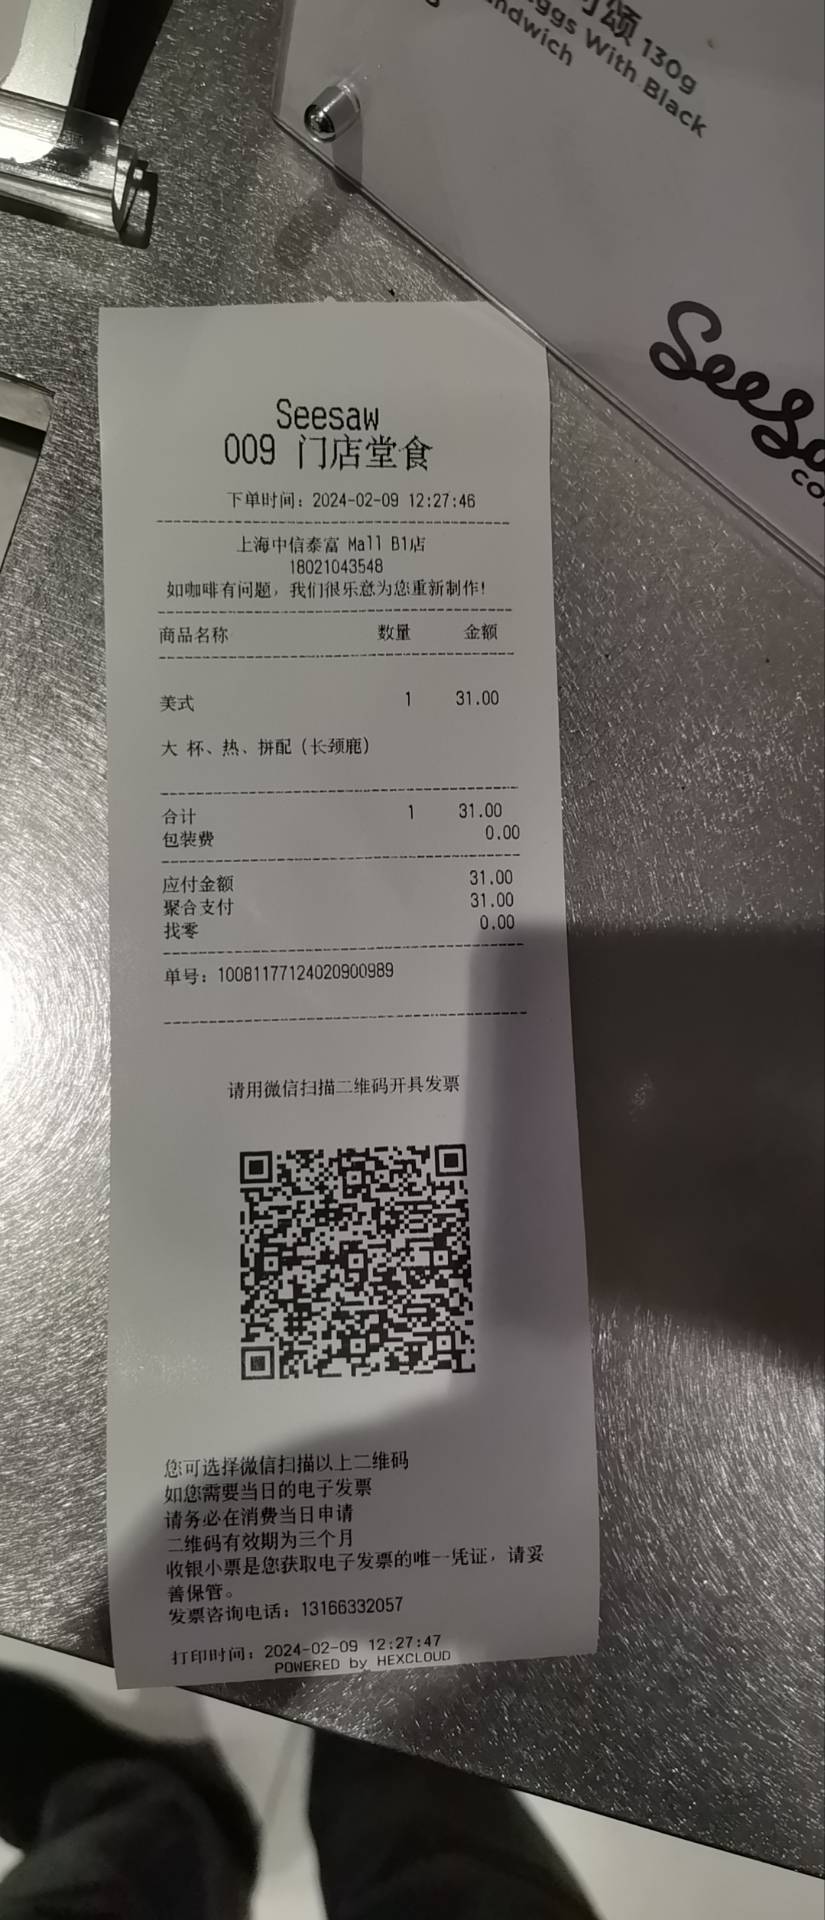 颂 130g
ggs With Black
ndwich
Seesa
co
Seesaw
009 门店堂食
下单时间：2024-02-09 12:27:46
上海中信泰富 Mall B1店
18021043548
如咖啡有问题，我们很乐意为您重新制作！
商品名称 数量 金额
美式 1 31.00
大 杯、热、拼配（长颈鹿）
合计 1 31.00
包装费 0.00
应付金额 31.00
聚合支付 31.00
找零 0.00
单号：10081177124020900989
请用微信扫描二维码开具发票
您可选择微信扫描以上二维码
如您需要当日的电子发票
请务必在消费当日申请
二维码有效期为三个月
收银小票是您获取电子发票的唯一凭证，请妥
善保管。
发票咨询电话：13166332057
打印时间：2024-02-09 12:27:47
POWERED by HEXCLOUD